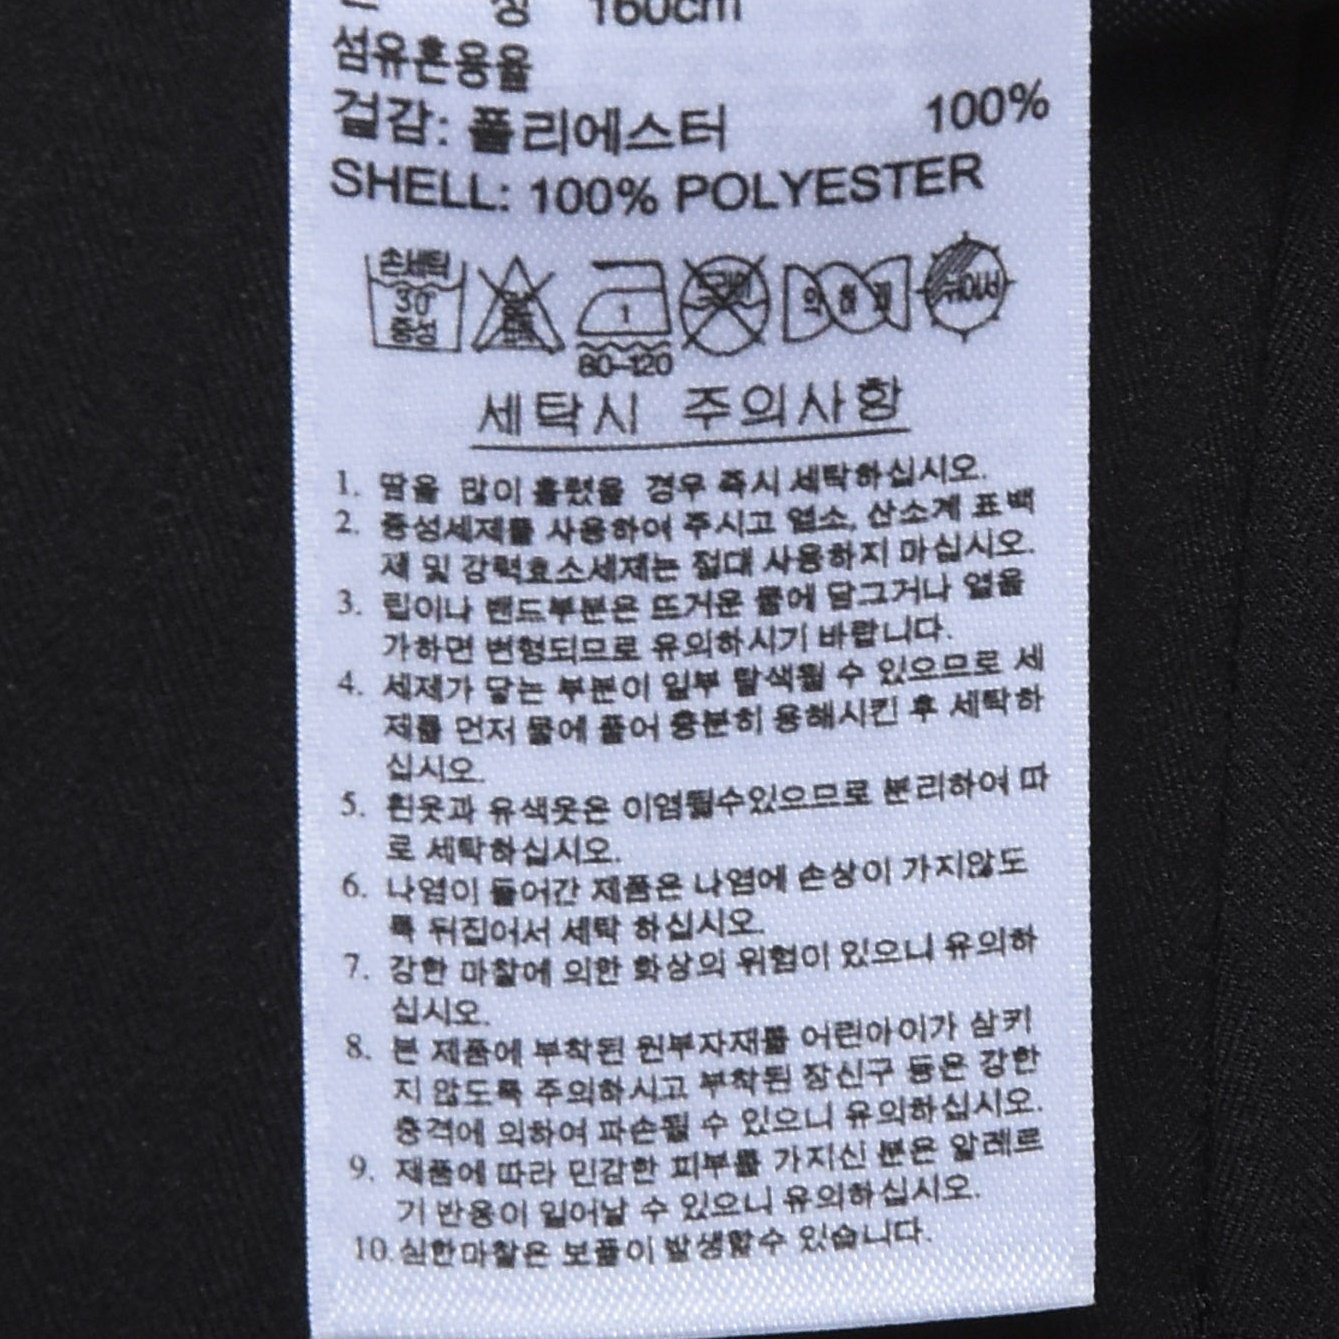 장 160cm
섬유혼용율
겉감: 폴리에스터 100%
SHELL: 100% POLYESTER
손세탁
30°
중성
1
80~120
뉘어서
세탁시 주의사항
1. 땀을 많이 흘렸을 경우 즉시 세탁하십시오.
2. 중성세제를 사용하여 주시고 염소, 산소계 표백
제 및 강력효소세제는 절대 사용하지 마십시오.
3. 립이나 밴드부분은 뜨거운 물에 담그거나 열을
가하면 변형되므로 유의하시기 바랍니다.
4. 세제가 닿는 부분이 일부 탈색될 수 있으므로 세
제를 먼저 물에 풀어 충분히 용해시킨 후 세탁하
십시오.
5. 흰옷과 유색옷은 이염될수있으므로 분리하여 따
로 세탁하십시오.
6. 나염이 들어간 제품은 나염에 손상이 가지않도
록 뒤집어서 세탁 하십시오.
7. 강한 마찰에 의한 화상의 위험이 있으니 유의하
십시오.
8. 본 제품에 부착된 원부자재를 어린아이가 삼키
지 않도록 주의하시고 부착된 장신구 등은 강한
충격에 의하여 파손될 수 있으니 유의하십시오.
9. 제품에 따라 민감한 피부를 가지신 분은 알레르
기 반응이 일어날 수 있으니 유의하십시오.
10. 심한마찰은 보풀이 발생할수 있습니다.